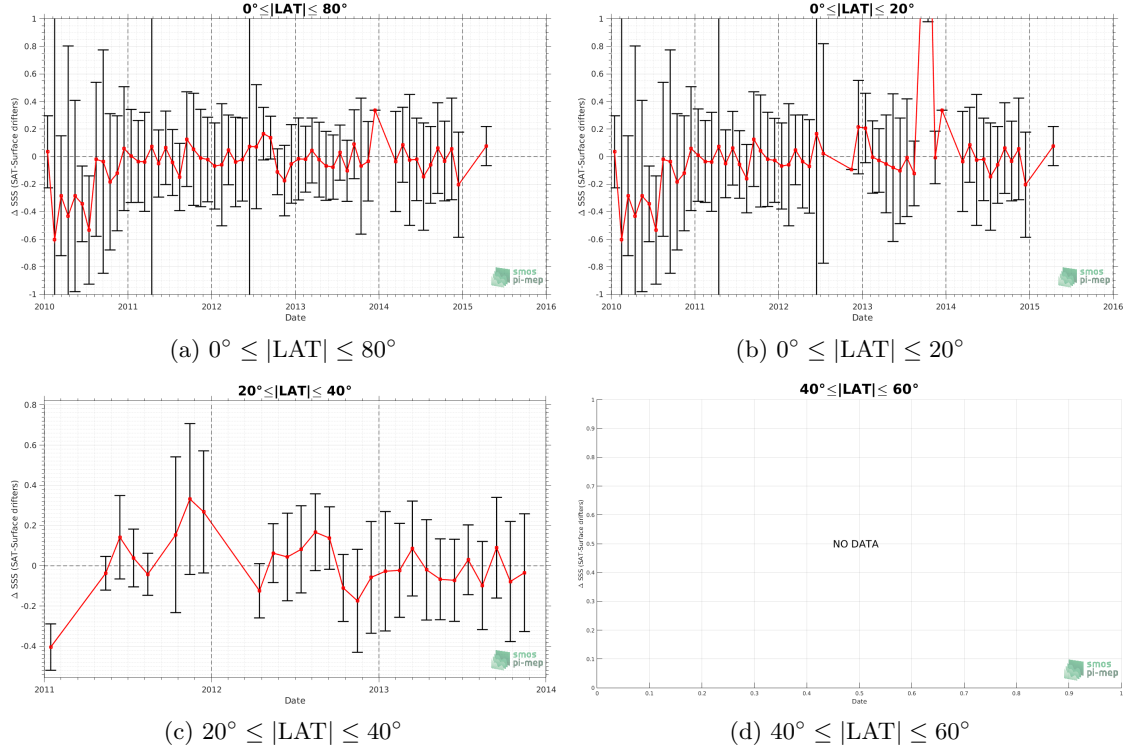 0°≤|LAT|≤ 80°
Δ SSS (SAT-Surface drifters)
1
0.8
0.6
0.4
0.2
0
-0.2
-0.4
-0.6
-0.8
-1
2010 2011 2012 2013 2014 2015 2016
Date
smos
pi-mep
(a) 0° ≤ |LAT| ≤ 80°
0°≤|LAT|≤ 20°
Δ SSS (SAT-Surface drifters)
1
0.8
0.6
0.4
0.2
0
-0.2
-0.4
-0.6
-0.8
-1
2010 2011 2012 2013 2014 2015 2016
Date
smos
pi-mep
(b) 0° ≤ |LAT| ≤ 20°
20°≤|LAT|≤ 40°
Δ SSS (SAT-Surface drifters)
0.8
0.6
0.4
0.2
0
-0.2
-0.4
2011 2012 2013 2014
Date
smos
pi-mep
(c) 20° ≤ |LAT| ≤ 40°
40°≤|LAT|≤ 60°
Δ SSS (SAT-Surface drifters)
1
0.9
0.8
0.7
0.6
0.5
0.4
0.3
0.2
0.1
0
NO DATA
0 0.1 0.2 0.3 0.4 0.5 0.6 0.7 0.8 0.9 1
Date
smos
pi-mep
(d) 40° ≤ |LAT| ≤ 60°